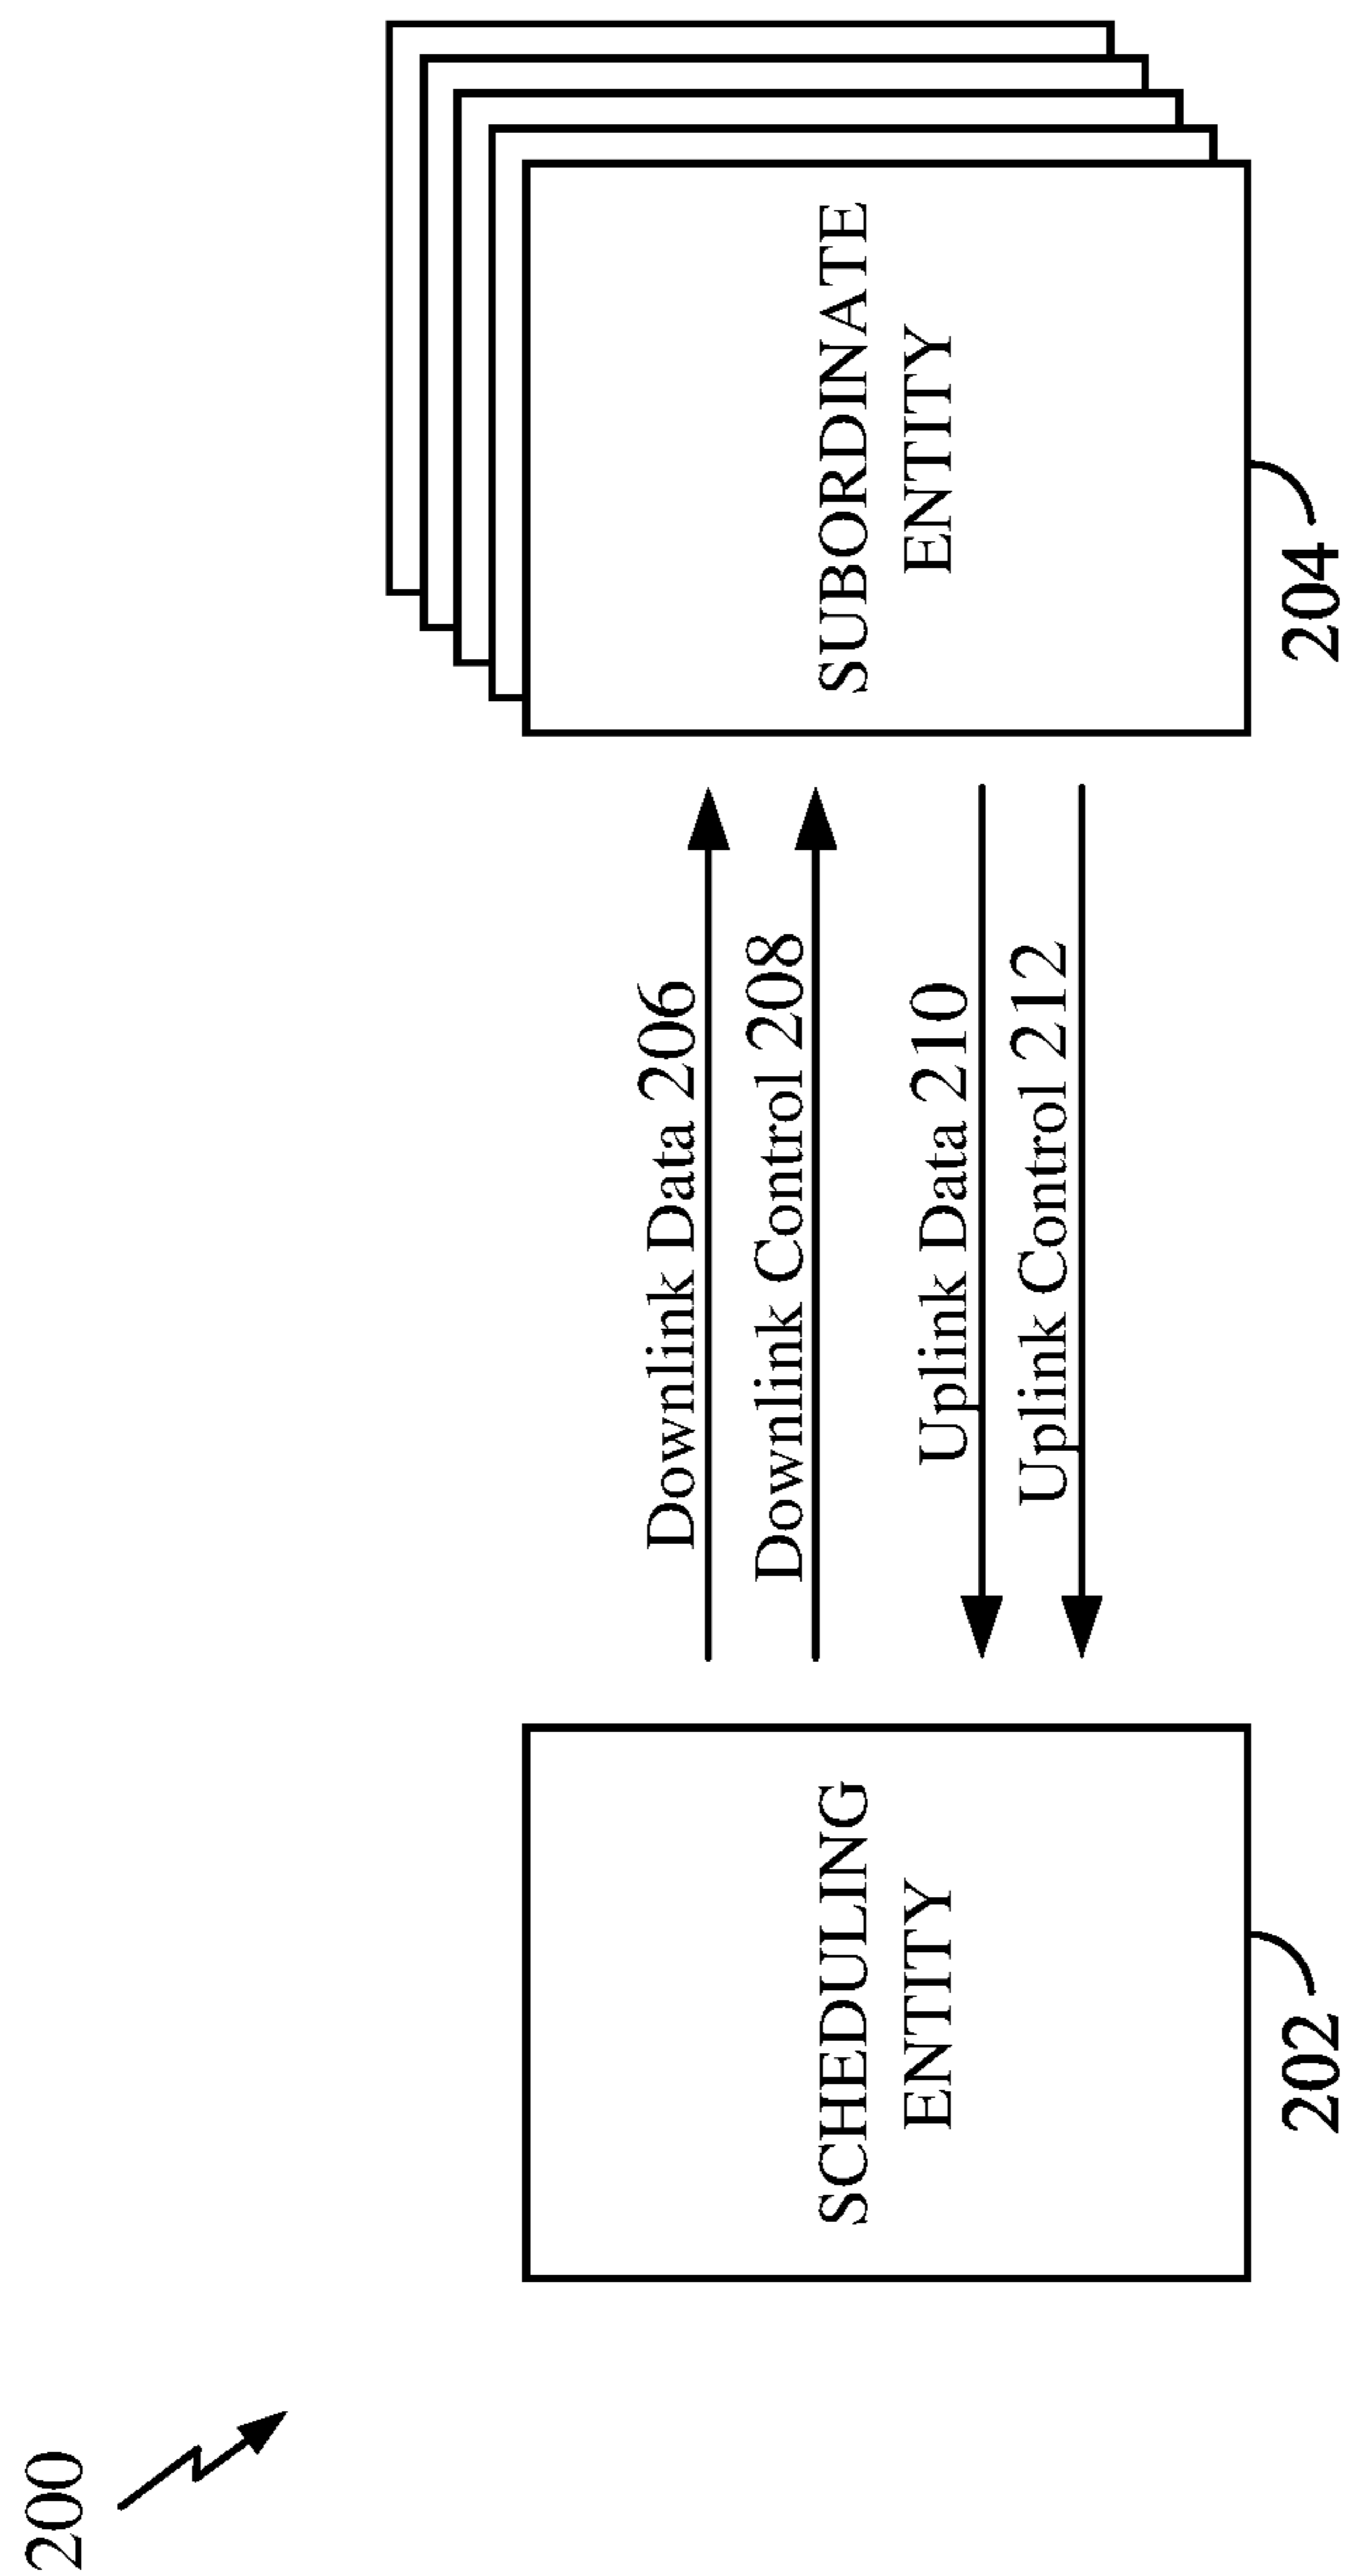 200
SCHEDULING
ENTITY
202
Downlink Data 206
Downlink Control 208
Uplink Data 210
Uplink Control 212
SUBORDINATE
ENTITY
204